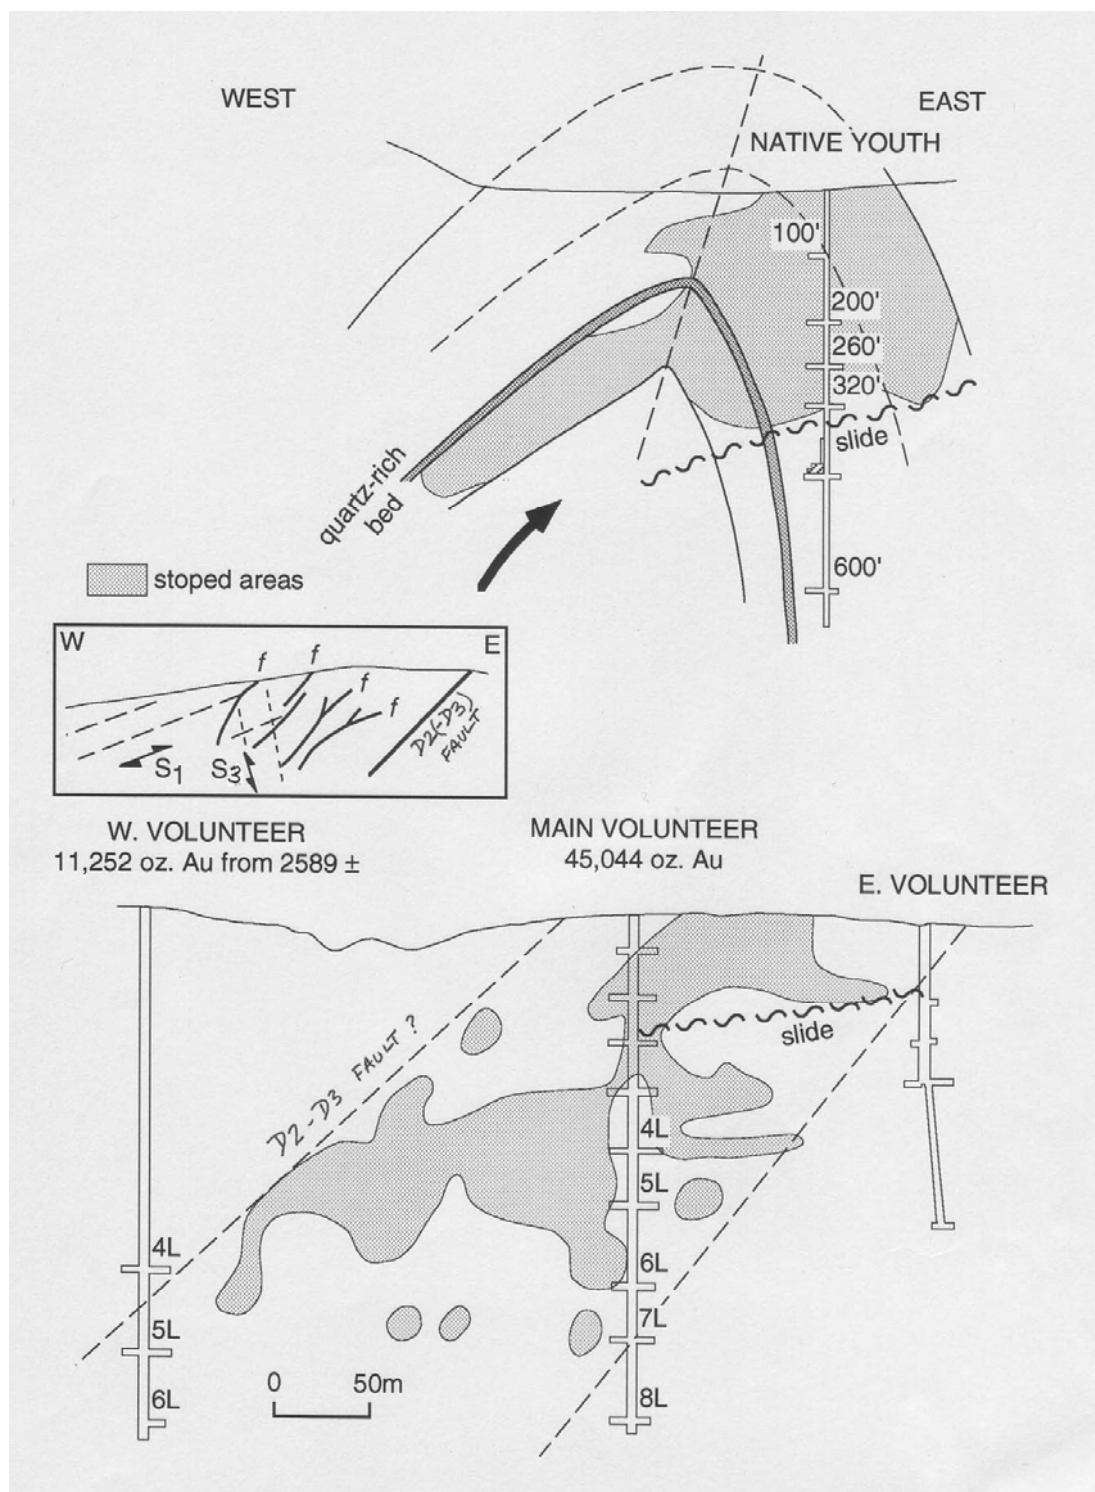 WEST
EAST
NATIVE YOUTH
100'
200'
260'
320'
slide
quartz-rich
bed
600'
stoped areas
W
E
f
f
f
f
D2(-D3)
FAULT
S1
S3
W. VOLUNTEER
11,252 oz. Au from 2589 ±
MAIN VOLUNTEER
45,044 oz. Au
E. VOLUNTEER
slide
D2-D3 FAULT ?
4L
5L
4L
6L
5L
7L
0 50m
6L
8L